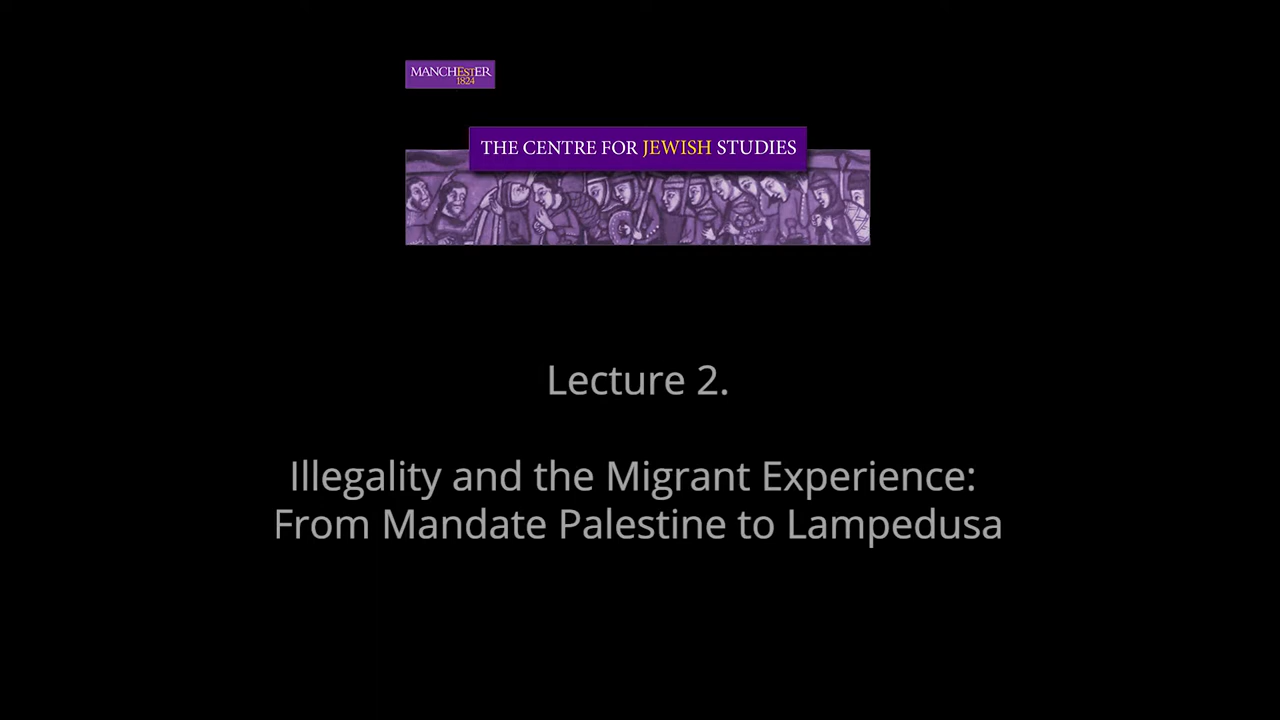 MANCHESTER
1824
THE CENTRE FOR JEWISH STUDIES
Lecture 2.
Illegality and the Migrant Experience:
From Mandate Palestine to Lampedusa